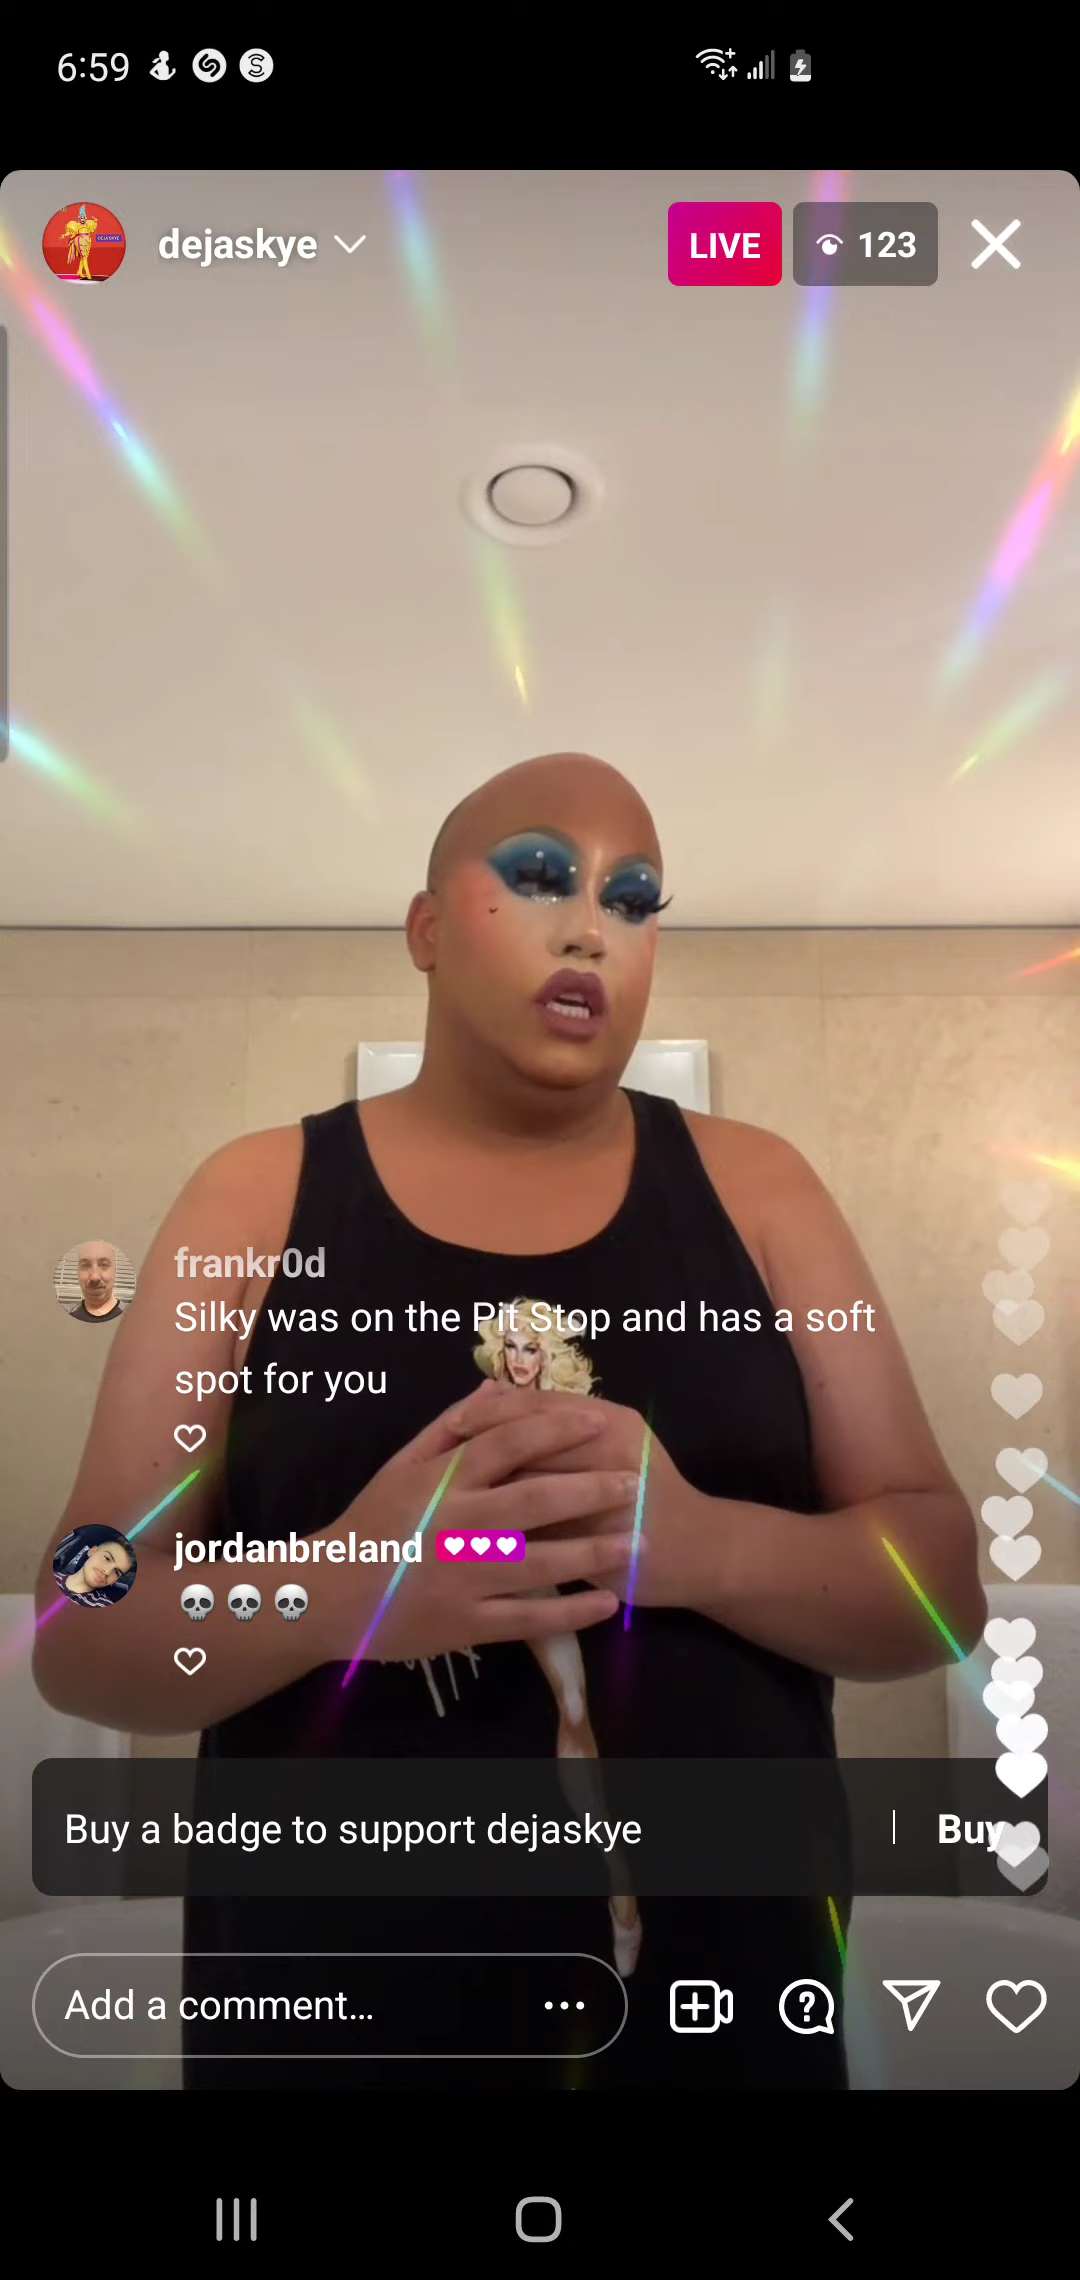 6:59
dejaskye
LIVE
123
frankr0d
Silky was on the Pit Stop and has a soft
spot for you
jordanbreland
💀💀💀
Buy a badge to support dejaskye
Buy
Add a comment...